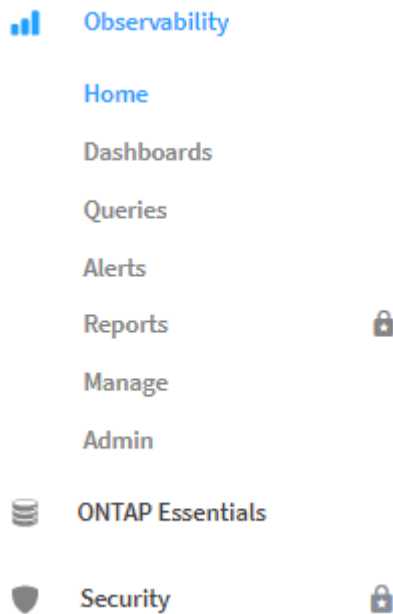 Observability
Home
Dashboards
Queries
Alerts
Reports
Manage
Admin
ONTAP Essentials
Security